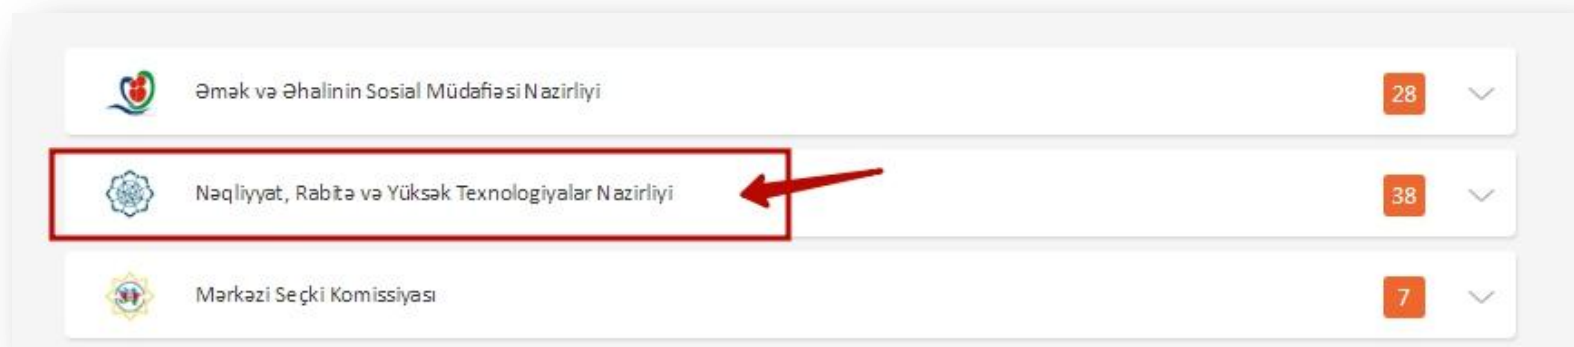 Əmək və Əhalinin Sosial Müdafiəsi Nazirliyi 28
Nəqliyyat, Rabitə və Yüksək Texnologiyalar Nazirliyi 38
Mərkəzi Seçki Komissiyası 7